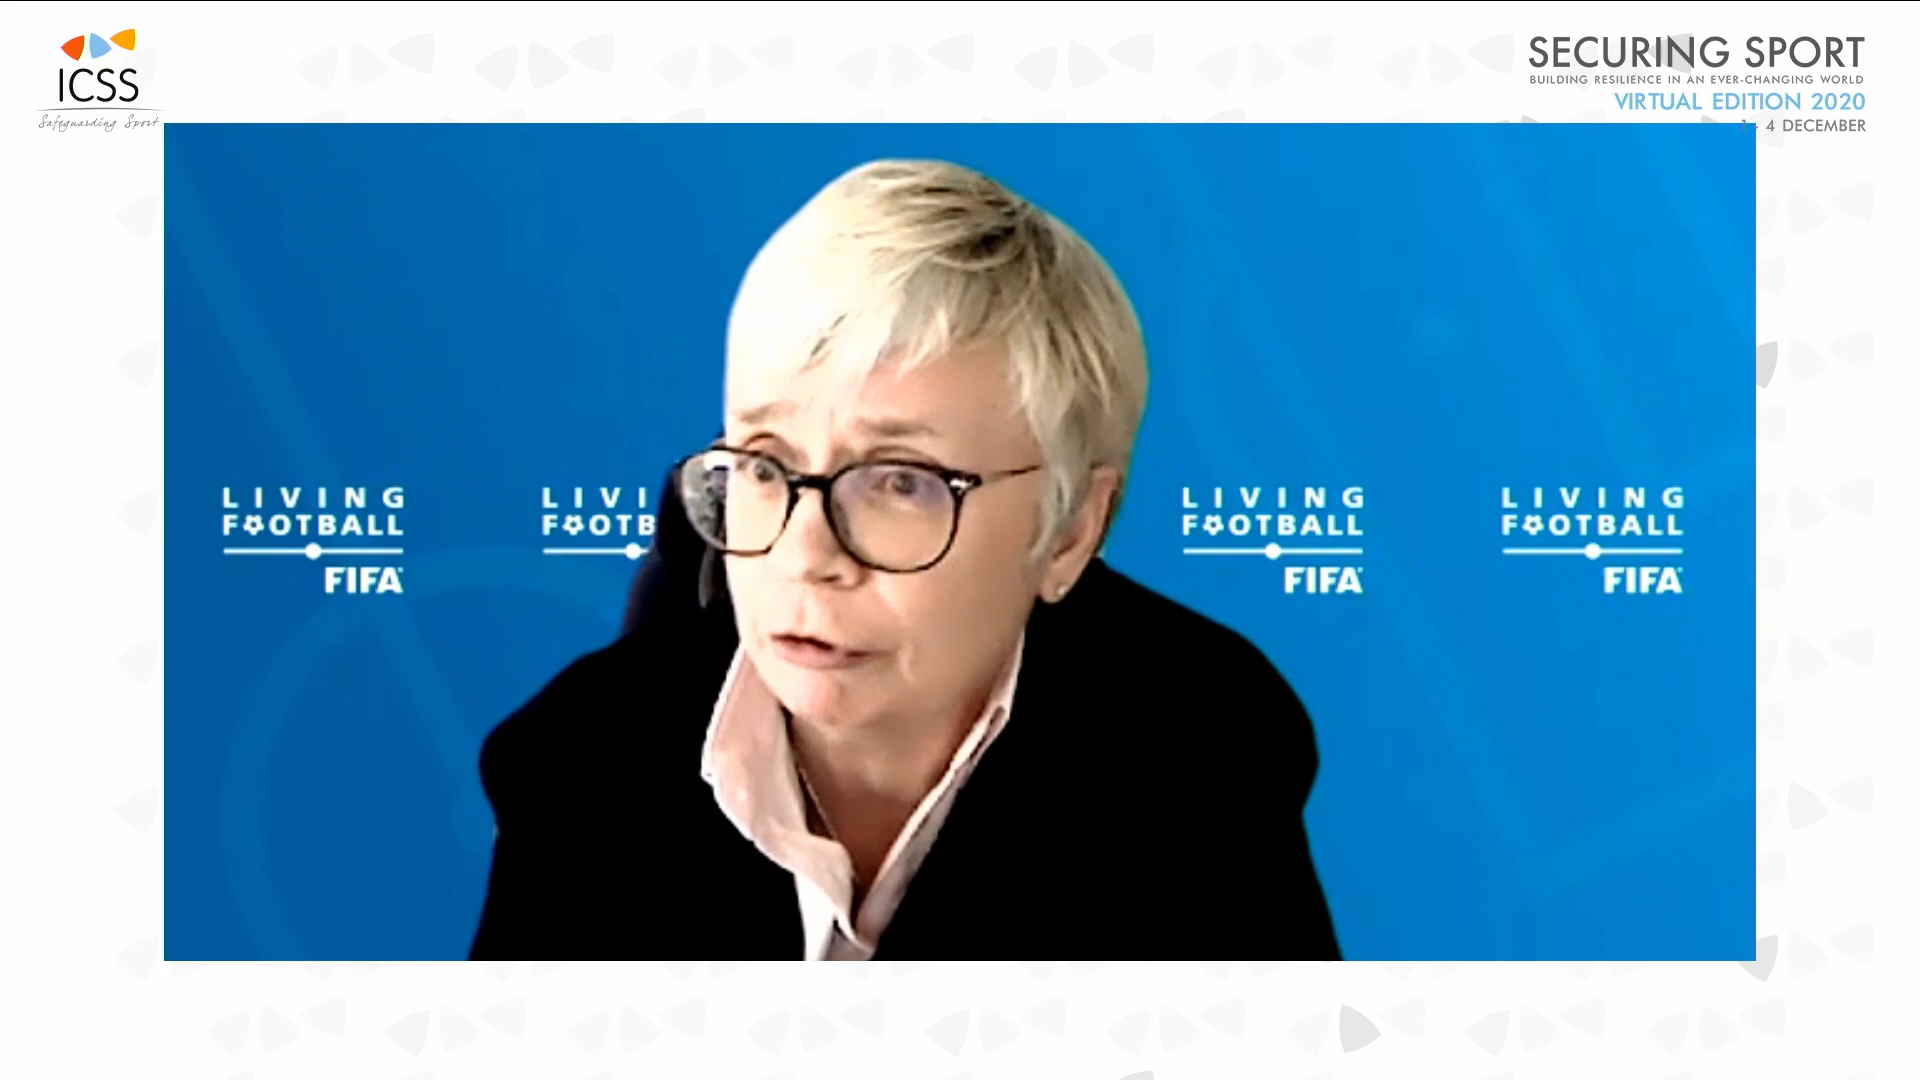 ICSS
Safeguarding Sport
SECURING SPORT
BUILDING RESILIENCE IN AN EVER-CHANGING WORLD
VIRTUAL EDITION 2020
1 - 4 DECEMBER
LIVING
FOOTBALL
FIFA
LIVI
FOOTB
LIVING
FOOTBALL
FIFA
LIVING
FOOTBALL
FIFA